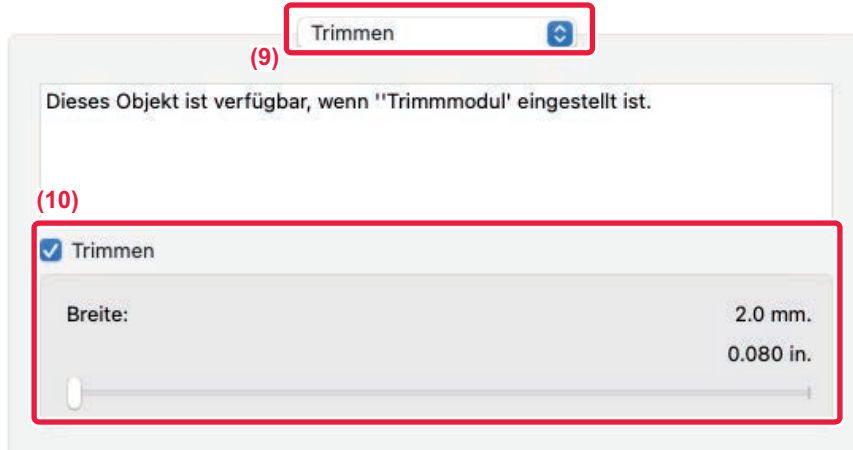 Trimmen
(9)
Dieses Objekt ist verfügbar, wenn ''Trimmmodul' eingestellt ist.
(10)
Trimmen
Breite: 2.0 mm.
0.080 in.